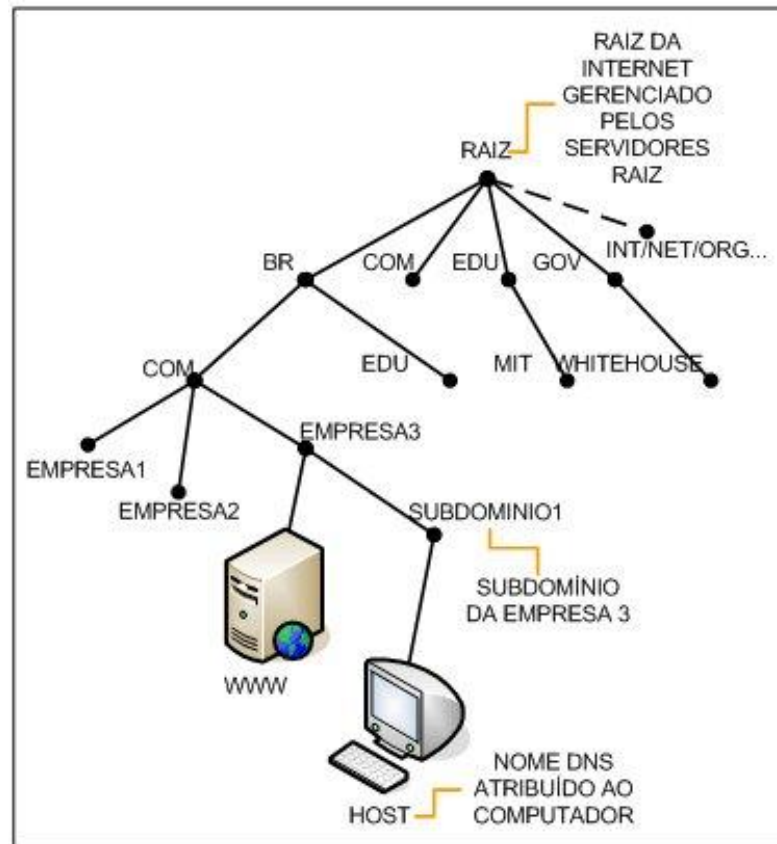 RAIZ DA
INTERNET
GERENCIADO
PELOS
SERVIDORES
RAIZ
RAIZ
INT/NET/ORG...
BR
COM
EDU
GOV
COM
EDU
MIT
WHITEHOUSE
EMPRESA1
EMPRESA2
EMPRESA3
SUBDOMINIO1
SUBDOMÍNIO
DA EMPRESA 3
WWW
HOST
NOME DNS
ATRIBUÍDO AO
COMPUTADOR